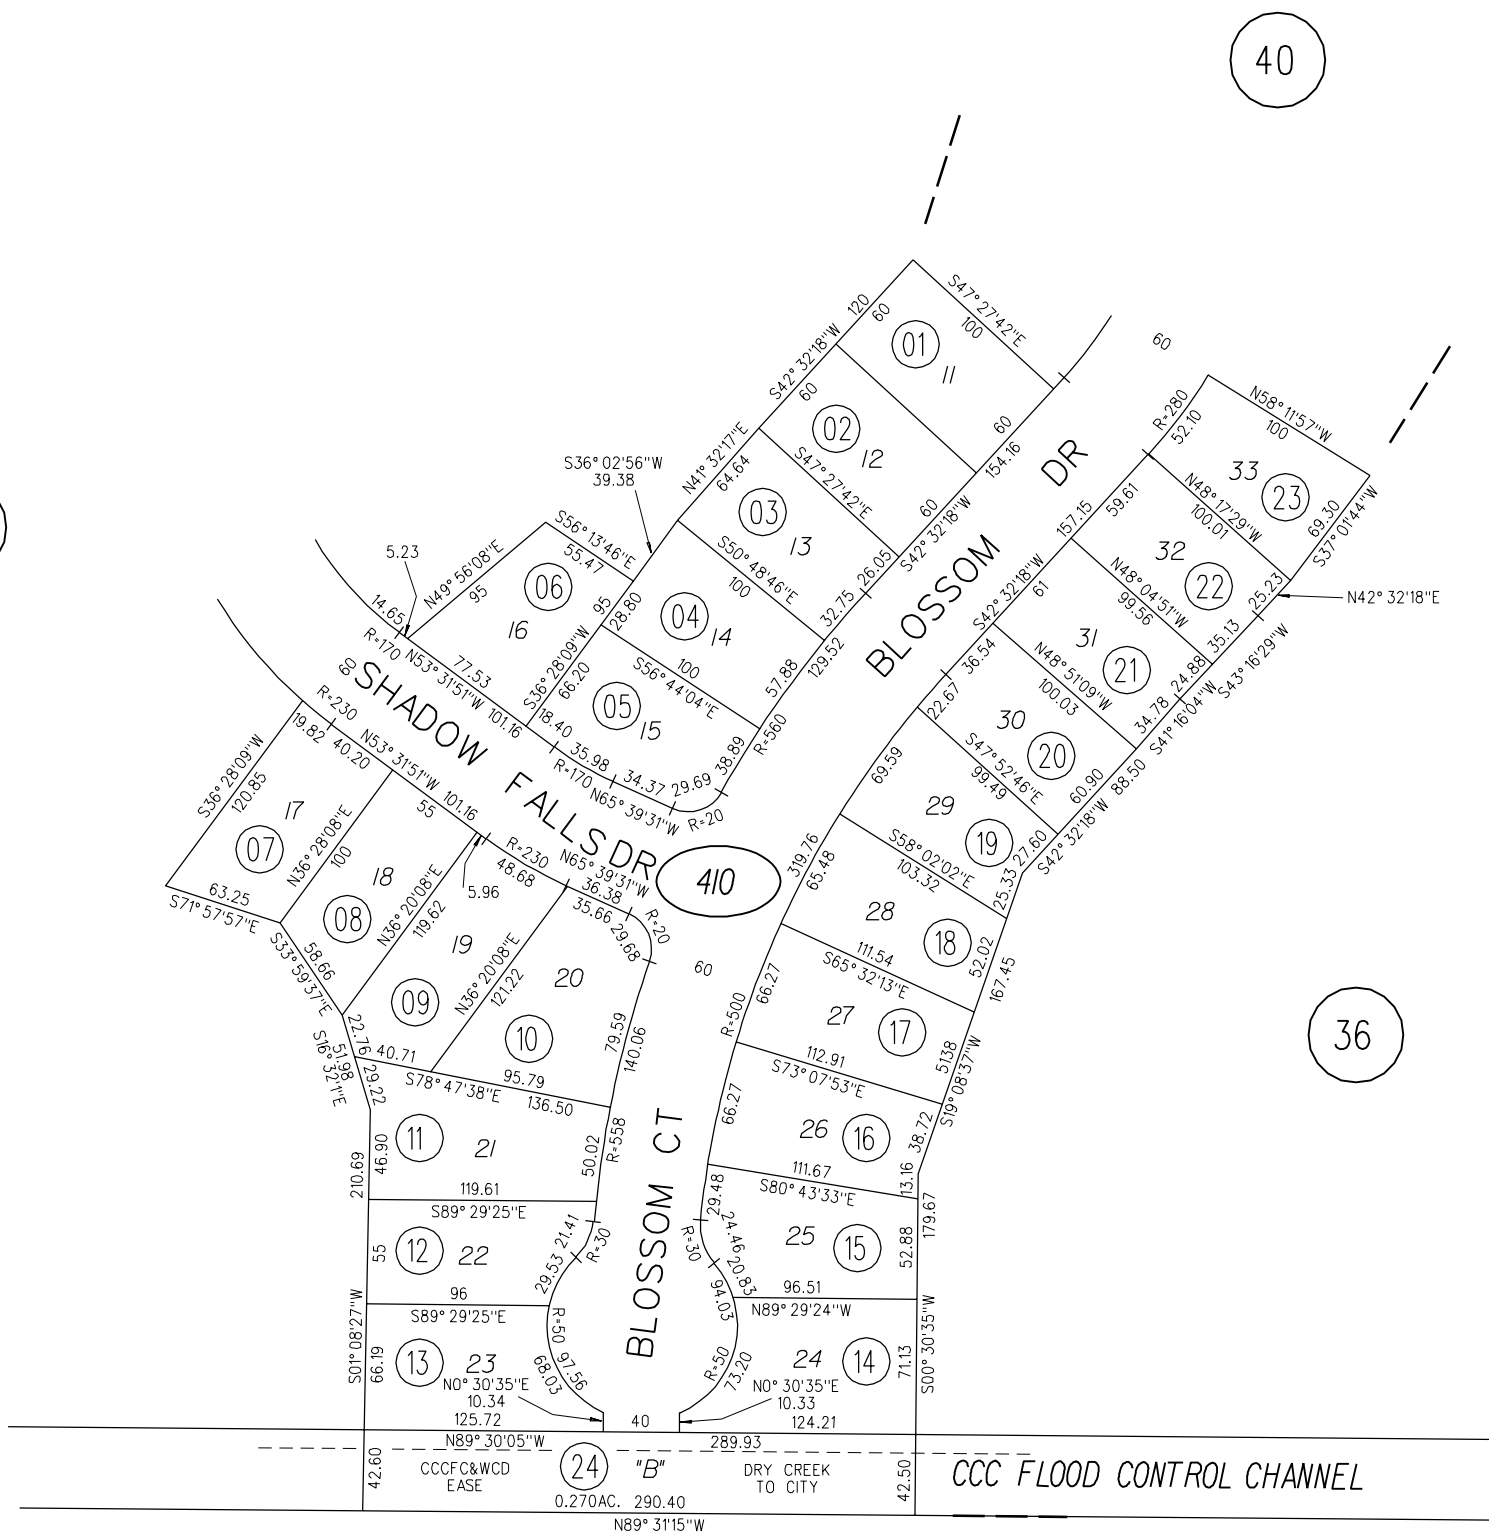 40
S47°27'42"E
100
120
60
01
11
S42°32'18"W
60
60
02
12
60
154.16
BLOSSOM DR
R=280
52.10
N58°11'57"W
100
33
23
69.30
S37°01'44"W
N41°32'17"E
64.64
S47°27'42"E
60
S42°32'18"W
03
13
26.05
157.15
59.61
N48°17'29"W
100.01
32
22
25.23
N42°32'18"E
S36°02'56"W
39.38
S50°48'46"E
100
S56°13'46"E
55.47
5.23
N49°56'08"E
95
06
16
95
28.80
04
14
32.75
129.52
57.88
S42°32'18"W
61
N48°04'51"W
99.56
31
21
35.13
S43°16'29"W
24.88
14.65
R=170
N53°31'51"W
77.53
101.16
S36°28'09"W
66.20
S56°44'04"E
100
05
15
18.40
36.54
N48°51'09"W
100.03
34.78
S41°16'04"W
60
SHADOW FALLS DR
R=230
19.82
40.20
N53°31'51"W
55
101.16
35.98
R=170
34.37
N65°39'31"W
29.69
R=20
38.89
R=560
22.67
30
20
S47°52'46"E
99.49
60.90
88.50
S42°32'18"W
69.59
29
19
27.60
S36°28'09"W
120.85
17
07
N36°28'08"E
100
63.25
S71°57'57"E
18
08
N36°20'08"E
119.62
5.96
R=230
48.68
N65°39'31"W
36.38
35.66
R=20
29.68
410
319.76
65.48
S58°02'02"E
103.32
25.33
28
18
58.66
S33°59'37"E
19
09
N36°20'08"E
121.22
20
10
60
111.54
S65°32'13"E
52.02
167.45
66.27
R=500
27
17
36
22.76
51.98
S16°32'1"E
29.22
40.71
S78°47'38"E
95.79
136.50
79.59
140.06
112.91
S73°07'53"E
5138
S19°08'37"W
66.27
11
21
46.90
210.69
50.02
R=558
BLOSSOM CT
26
16
38.72
111.67
S80°43'33"E
13.16
119.61
S89°29'25"E
29.48
179.67
12
22
55
21.41
R=30
29.53
R=30
24.46
20.83
25
15
52.88
96
S89°29'25"E
96.51
N89°29'24"W
94.03
S01°08'27"W
66.19
13
23
R=50
97.56
68.03
R=50
73.20
24
14
71.13
S00°30'35"W
N0°30'35"E
10.34
125.72
40
N0°30'35"E
10.33
124.21
N89°30'05"W
289.93
42.60
CCCFC&WCD
EASE
24
"B"
DRY CREEK
TO CITY
42.50
CCC FLOOD CONTROL CHANNEL
0.270AC.
290.40
N89°31'15"W